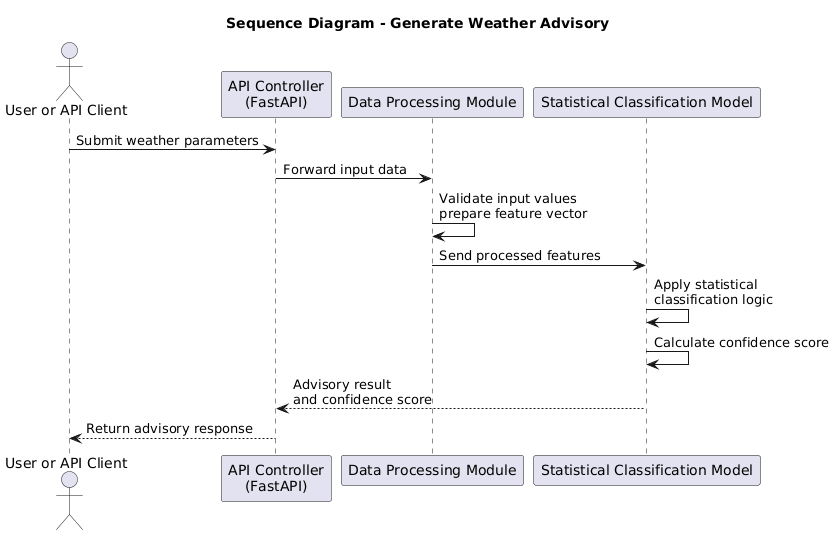 Sequence Diagram - Generate Weather Advisory
User or API Client
API Controller
(FastAPI)
Data Processing Module
Statistical Classification Model
Submit weather parameters
Forward input data
Validate input values
prepare feature vector
Send processed features
Apply statistical
classification logic
Calculate confidence score
Advisory result
and confidence score
Return advisory response
User or API Client
API Controller
(FastAPI)
Data Processing Module
Statistical Classification Model